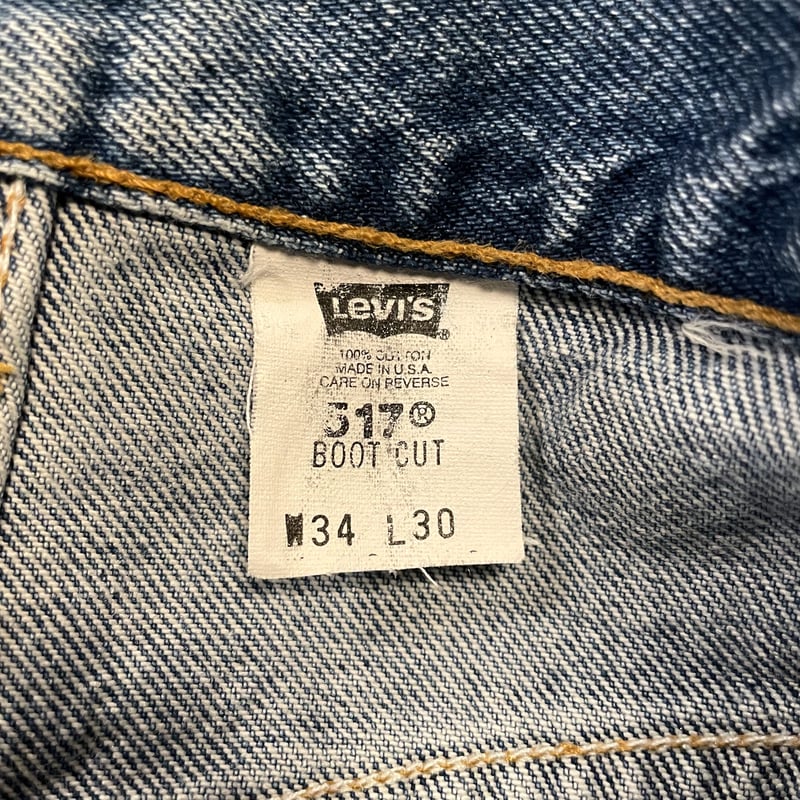 Levi's®
100% COTTON
MADE IN U.S.A.
CARE ON REVERSE
517®
BOOT CUT
W34 L30